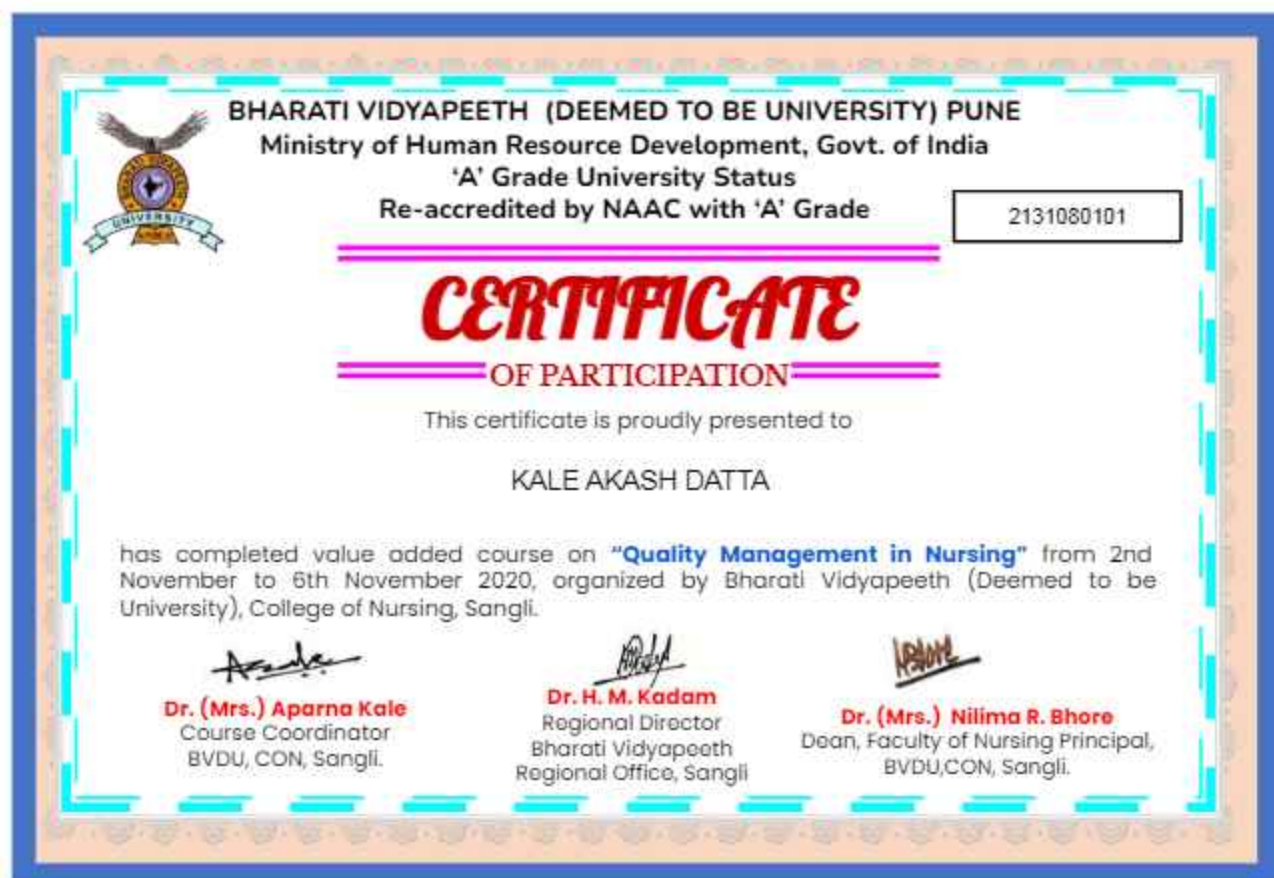 BHARATI VIDYAPEETH (DEEMED TO BE UNIVERSITY) PUNE
Ministry of Human Resource Development, Govt. of India
‘A’ Grade University Status
Re-accredited by NAAC with ‘A’ Grade
2131080101
BHARATI VIDYAPEETH
UNIVERSITY
CERTIFICATE
OF PARTICIPATION
This certificate is proudly presented to
KALE AKASH DATTA
has completed value added course on “Quality Management in Nursing” from 2nd
November to 6th November 2020, organized by Bharati Vidyapeeth (Deemed to be
University), College of Nursing, Sangli.
Dr. (Mrs.) Aparna Kale
Course Coordinator
BVDU, CON, Sangli.
Dr. H. M. Kadam
Regional Director
Bharati Vidyapeeth
Regional Office, Sangli
Dr. (Mrs.) Nilima R. Bhore
Dean, Faculty of Nursing Principal,
BVDU,CON, Sangli.